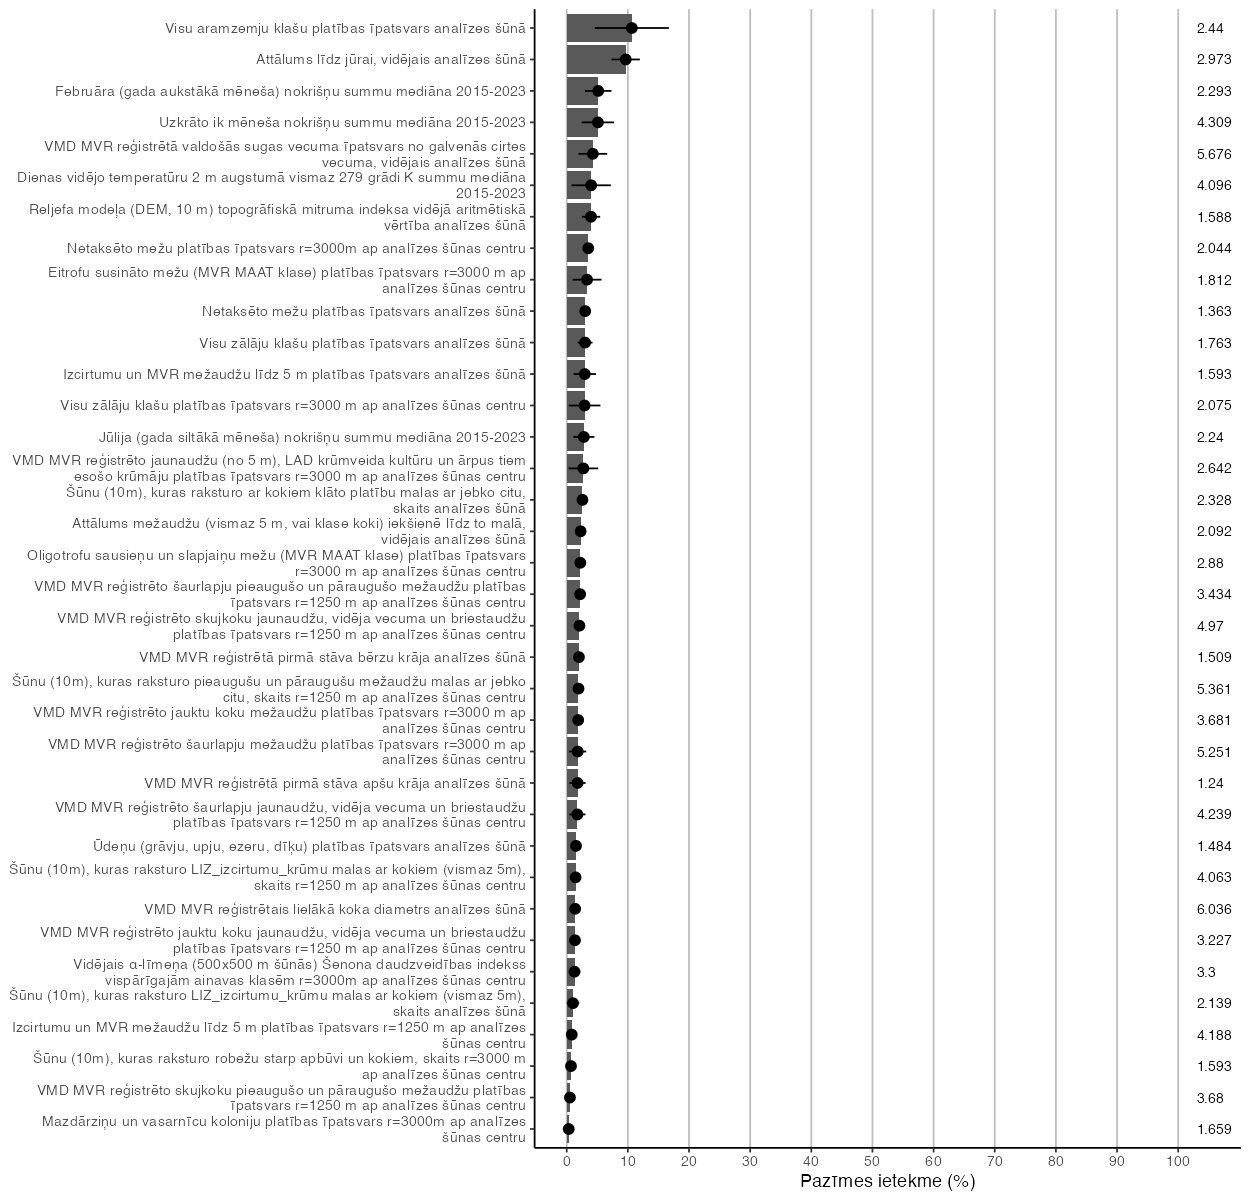 Visu aramzemju klašu platības īpatsvars analīzes šūnā 2.44
Attālums līdz jūrai, vidējais analīzes šūnā 2.973
Februāra (gada aukstākā mēneša) nokrišņu summu mediāna 2015-2023 2.293
Uzkrāto ik mēneša nokrišņu summu mediāna 2015-2023 4.309
VMD MVR reģistrētā valdošās sugas vecuma īpatsvars no galvenās cirtes
vecuma, vidējais analīzes šūnā 5.676
Dienas vidējo temperatūru 2 m augstumā vismaz 279 grādi K summu mediāna
2015-2023 4.096
Reljefa modeļa (DEM, 10 m) topogrāfiskā mitruma indeksa vidējā aritmētiskā
vērtība analīzes šūnā 1.588
Netaksēto mežu platības īpatsvars r=3000m ap analīzes šūnas centru 2.044
Eitrofu susināto mežu (MVR MAAT klase) platības īpatsvars r=3000 m ap
analīzes šūnas centru 1.812
Netaksēto mežu platības īpatsvars analīzes šūnā 1.363
Visu zālāju klašu platības īpatsvars analīzes šūnā 1.763
Izcirtumu un MVR mežaudžu līdz 5 m platības īpatsvars analīzes šūnā 1.593
Visu zālāju klašu platības īpatsvars r=3000 m ap analīzes šūnas centru 2.075
Jūlija (gada siltākā mēneša) nokrišņu summu mediāna 2015-2023 2.24
VMD MVR reģistrēto jaunaudžu (no 5 m), LAD krūmveida kultūru un ārpus tiem
esošo krūmāju platības īpatsvars r=3000 m ap analīzes šūnas centru 2.642
Šūnu (10m), kuras raksturo ar kokiem klāto platību malas ar jebko citu,
skaits analīzes šūnā 2.328
Attālums mežaudžu (vismaz 5 m, vai klase koki) iekšienē līdz to malā,
vidējais analīzes šūnā 2.092
Oligotrofu sausieņu un slapjaiņu mežu (MVR MAAT klase) platības īpatsvars
r=3000 m ap analīzes šūnas centru 2.88
VMD MVR reģistrēto šaurlapju pieaugušo un pāraugušo mežaudžu platības
īpatsvars r=1250 m ap analīzes šūnas centru 3.434
VMD MVR reģistrēto skujkoku jaunaudžu, vidēja vecuma un briestaudžu
platības īpatsvars r=1250 m ap analīzes šūnas centru 4.97
VMD MVR reģistrētā pirmā stāva bērzu krāja analīzes šūnā 1.509
Šūnu (10m), kuras raksturo pieaugušu un pāraugušu mežaudžu malas ar jebko
citu, skaits r=1250 m ap analīzes šūnas centru 5.361
VMD MVR reģistrēto jauktu koku mežaudžu platības īpatsvars r=3000 m ap
analīzes šūnas centru 3.681
VMD MVR reģistrēto šaurlapju mežaudžu platības īpatsvars r=3000 m ap
analīzes šūnas centru 5.251
VMD MVR reģistrētā pirmā stāva apšu krāja analīzes šūnā 1.24
VMD MVR reģistrēto šaurlapju jaunaudžu, vidēja vecuma un briestaudžu
platības īpatsvars r=1250 m ap analīzes šūnas centru 4.239
Ūdeņu (grāvju, upju, ezeru, dīķu) platības īpatsvars analīzes šūnā 1.484
Šūnu (10m), kuras raksturo LIZ_izcirtumu_krūmu malas ar kokiem (vismaz 5m),
skaits r=1250 m ap analīzes šūnas centru 4.063
VMD MVR reģistrētais lielākā koka diametrs analīzes šūnā 6.036
VMD MVR reģistrēto jauktu koku jaunaudžu, vidēja vecuma un briestaudžu
platības īpatsvars r=1250 m ap analīzes šūnas centru 3.227
Vidējais α-līmeņa (500x500 m šūnās) Šenona daudzveidības indekss
vispārīgajām ainavas klasēm r=3000m ap analīzes šūnas centru 3.3
Šūnu (10m), kuras raksturo LIZ_izcirtumu_krūmu malas ar kokiem (vismaz 5m),
skaits analīzes šūnā 2.139
Izcirtumu un MVR mežaudžu līdz 5 m platības īpatsvars r=1250 m ap analīzes
šūnas centru 4.188
Šūnu (10m), kuras raksturo robežu starp apbūvi un kokiem, skaits r=3000 m
ap analīzes šūnas centru 1.593
VMD MVR reģistrēto skujkoku pieaugušo un pāraugušo mežaudžu platības
īpatsvars r=1250 m ap analīzes šūnas centru 3.68
Mazdārziņu un vasarnīcu koloniju platības īpatsvars r=3000m ap analīzes
šūnas centru 1.659
0 10 20 30 40 50 60 70 80 90 100
Pazīmes ietekme (%)